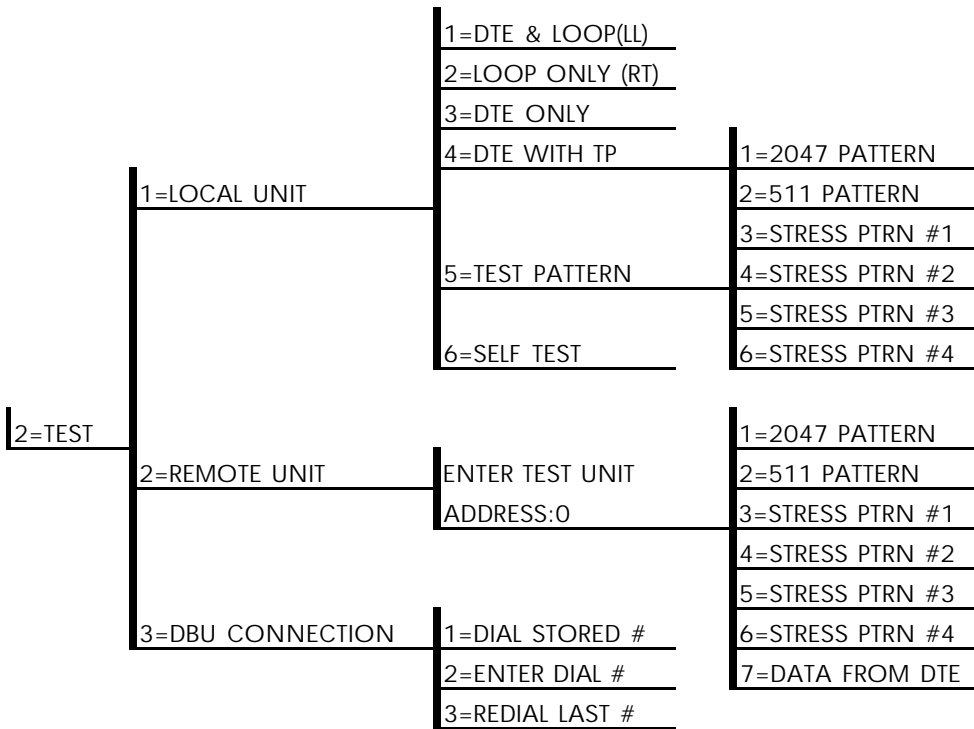 2=TEST
1=LOCAL UNIT
1=DTE & LOOP(LL)
2=LOOP ONLY (RT)
3=DTE ONLY
4=DTE WITH TP
5=TEST PATTERN
6=SELF TEST
1=2047 PATTERN
2=511 PATTERN
3=STRESS PTRN #1
4=STRESS PTRN #2
5=STRESS PTRN #3
6=STRESS PTRN #4
2=REMOTE UNIT
ENTER TEST UNIT
ADDRESS:0
1=2047 PATTERN
2=511 PATTERN
3=STRESS PTRN #1
4=STRESS PTRN #2
5=STRESS PTRN #3
6=STRESS PTRN #4
7=DATA FROM DTE
3=DBU CONNECTION
1=DIAL STORED #
2=ENTER DIAL #
3=REDIAL LAST #